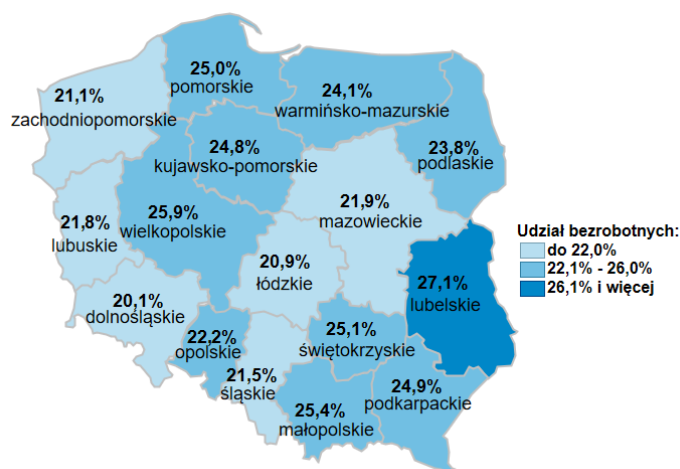 25,0%
pomorskie
24,1%
warmińsko-mazurskie
21,1%
zachodniopomorskie
24,8%
kujawsko-pomorskie
23,8%
podlaskie
21,9%
mazowieckie
25,9%
wielkopolskie
21,8%
lubuskie
Udział bezrobotnych:
do 22,0%
22,1% - 26,0%
26,1% i więcej
20,9%
łódzkie
27,1%
lubelskie
20,1%
dolnośląskie
22,2%
opolskie
25,1%
świętokrzyskie
21,5%
śląskie
24,9%
podkarpackie
25,4%
małopolskie